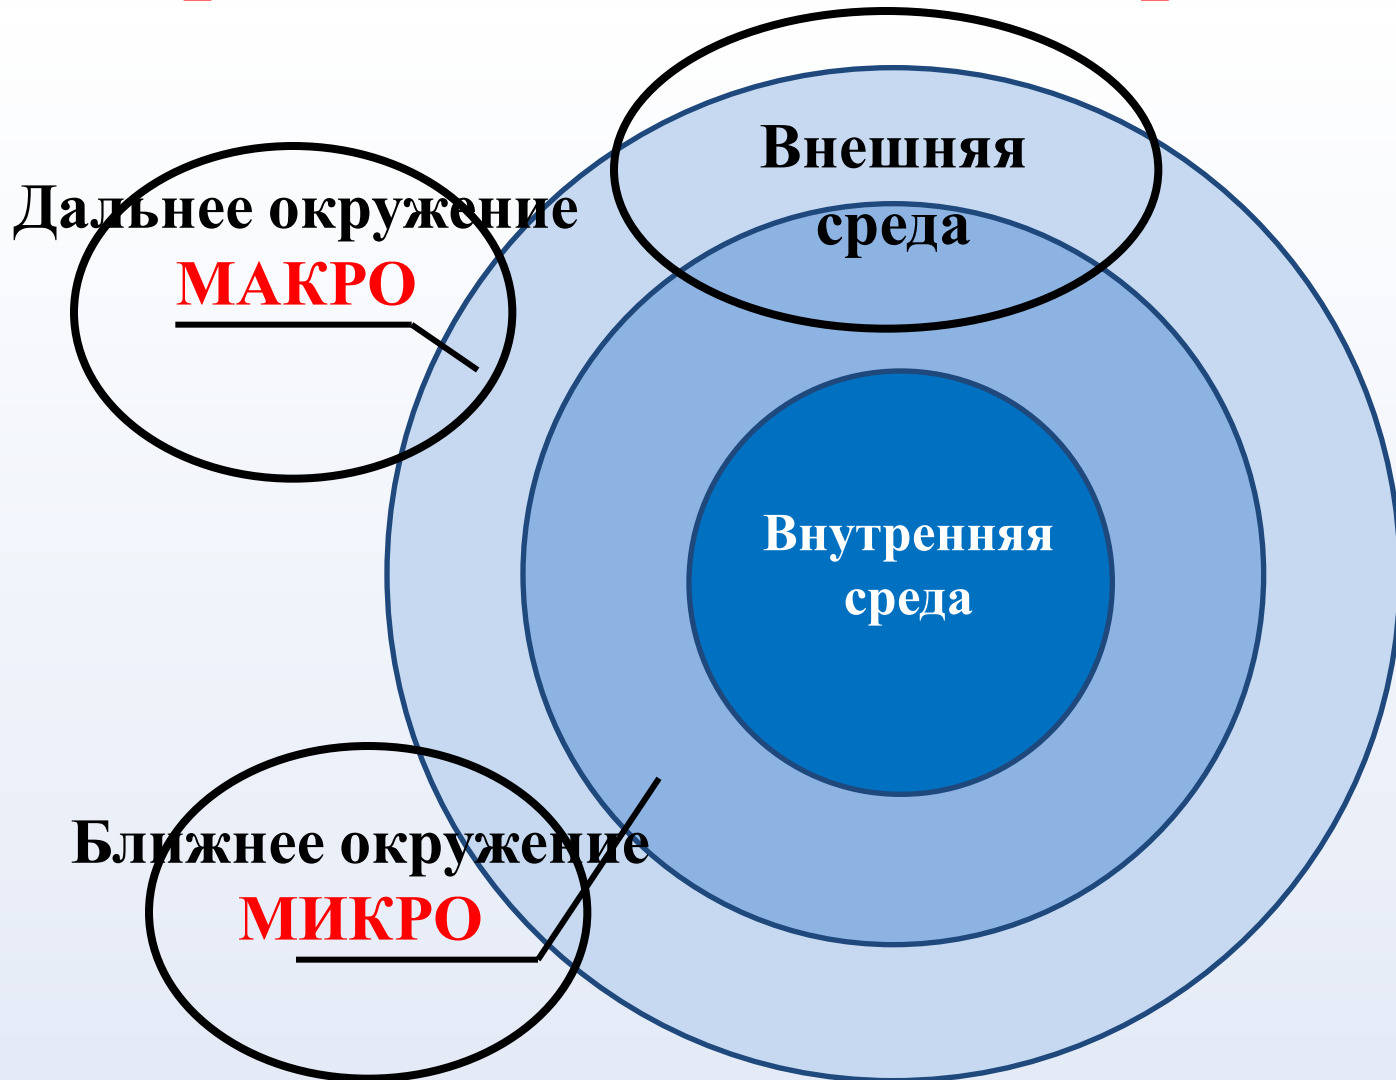 Внешняя
среда
Дальнее окружение
МАКРО
Внутренняя
среда
Ближнее окружение
МИКРО